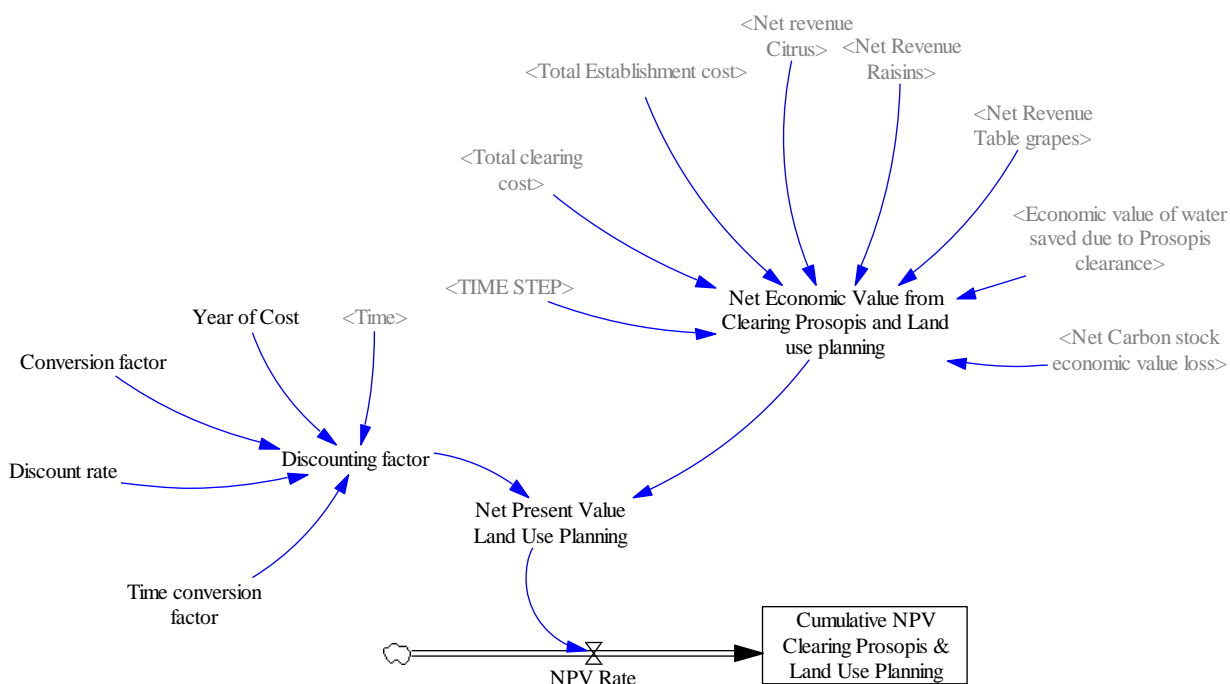 <Net revenue
Citrus>
<Net Revenue
Raisins>
<Total Establishment cost>
<Net Revenue
Table grapes>
<Total clearing
cost>
<Economic value of water
saved due to Prosopis
clearance>
<TIME STEP>
Net Economic Value from
Clearing Prosopis and Land
use planning
Year of Cost
<Time>
<Net Carbon stock
economic value loss>
Conversion factor
Discount rate
Discounting factor
Net Present Value
Land Use Planning
Time conversion
factor
NPV Rate
Cumulative NPV
Clearing Prosopis &
Land Use Planning